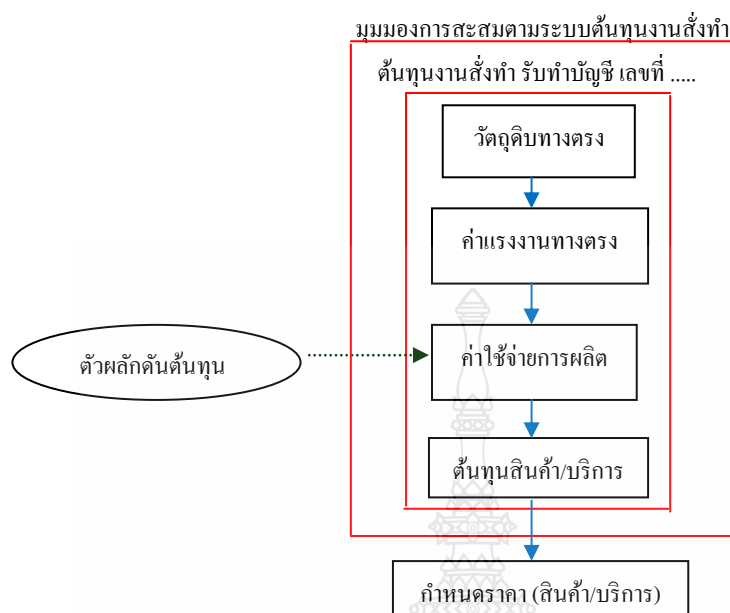 มุมมองการสะสมตามระบบต้นทุนงานสั่งทำ
ต้นทุนงานสั่งทำ รับทำบัญชี เลขที่ .....
วัตถุดิบทางตรง
ค่าแรงงานทางตรง
ตัวผลักดันต้นทุน
ค่าใช้จ่ายการผลิต
ต้นทุนสินค้า/บริการ
กำหนดราคา (สินค้า/บริการ)